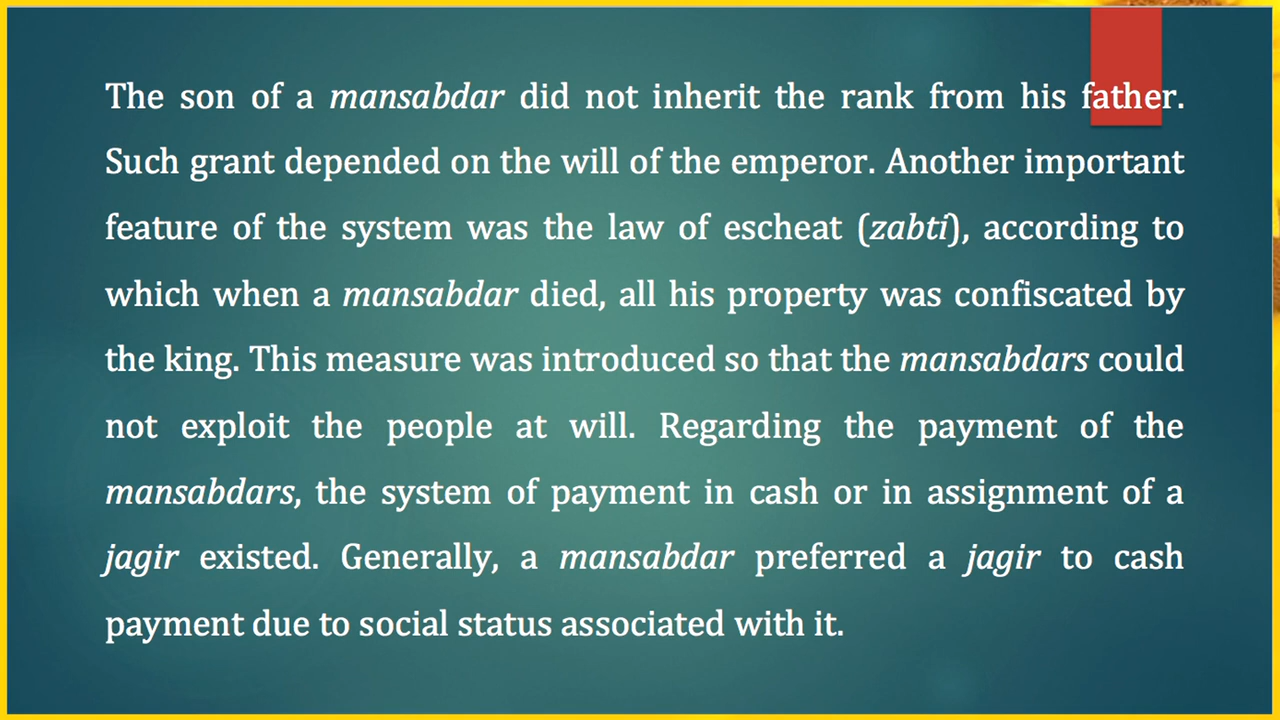 The son of a mansabdar did not inherit the rank from his father.
Such grant depended on the will of the emperor. Another important
feature of the system was the law of escheat (zabti), according to
which when a mansabdar died, all his property was confiscated by
the king. This measure was introduced so that the mansabdars could
not exploit the people at will. Regarding the payment of the
mansabdars, the system of payment in cash or in assignment of a
jagir existed. Generally, a mansabdar preferred a jagir to cash
payment due to social status associated with it.